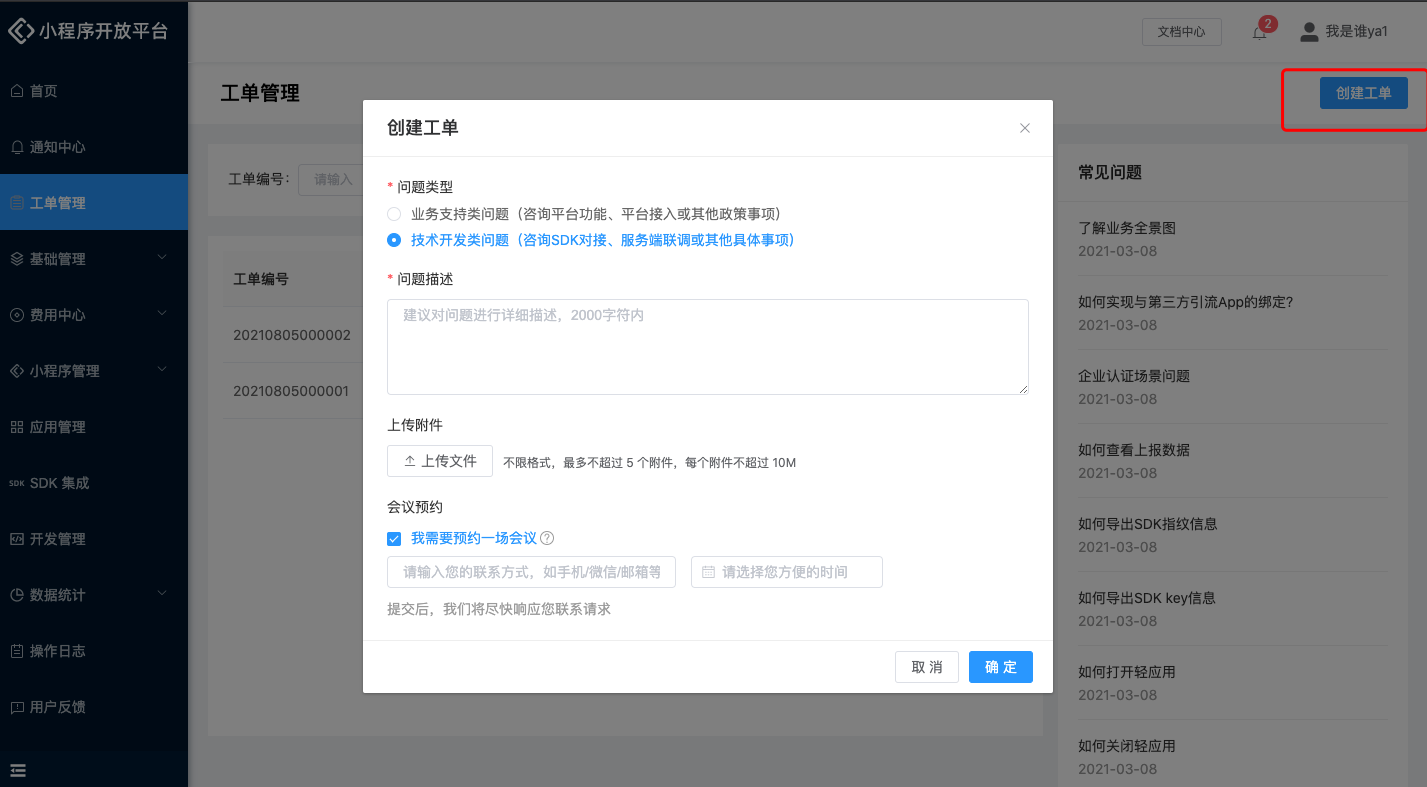 小程序开放平台
文档中心
2
我是谁ya1
首页
通知中心
工单管理
基础管理
费用中心
小程序管理
应用管理
SDK SDK 集成
开发管理
数据统计
操作日志
用户反馈
工单管理
创建工单
工单编号：
请输入
工单编号
20210805000002
20210805000001
创建工单
* 问题类型
业务支持类问题（咨询平台功能、平台接入或其他政策事项）
技术开发类问题（咨询SDK对接、服务端联调或其他具体事项）
* 问题描述
建议对问题进行详细描述，2000字符内
上传附件
上传文件
不限格式，最多不超过 5 个附件，每个附件不超过 10M
会议预约
我需要预约一场会议
请输入您的联系方式，如手机/微信/邮箱等
请选择您方便的时间
提交后，我们将尽快响应您联系请求
取 消
确 定
常见问题
了解业务全景图
2021-03-08
如何实现与第三方引流App的绑定?
2021-03-08
企业认证场景问题
2021-03-08
如何查看上报数据
2021-03-08
如何导出SDK指纹信息
2021-03-08
如何导出SDK key信息
2021-03-08
如何打开轻应用
2021-03-08
如何关闭轻应用
2021-03-08